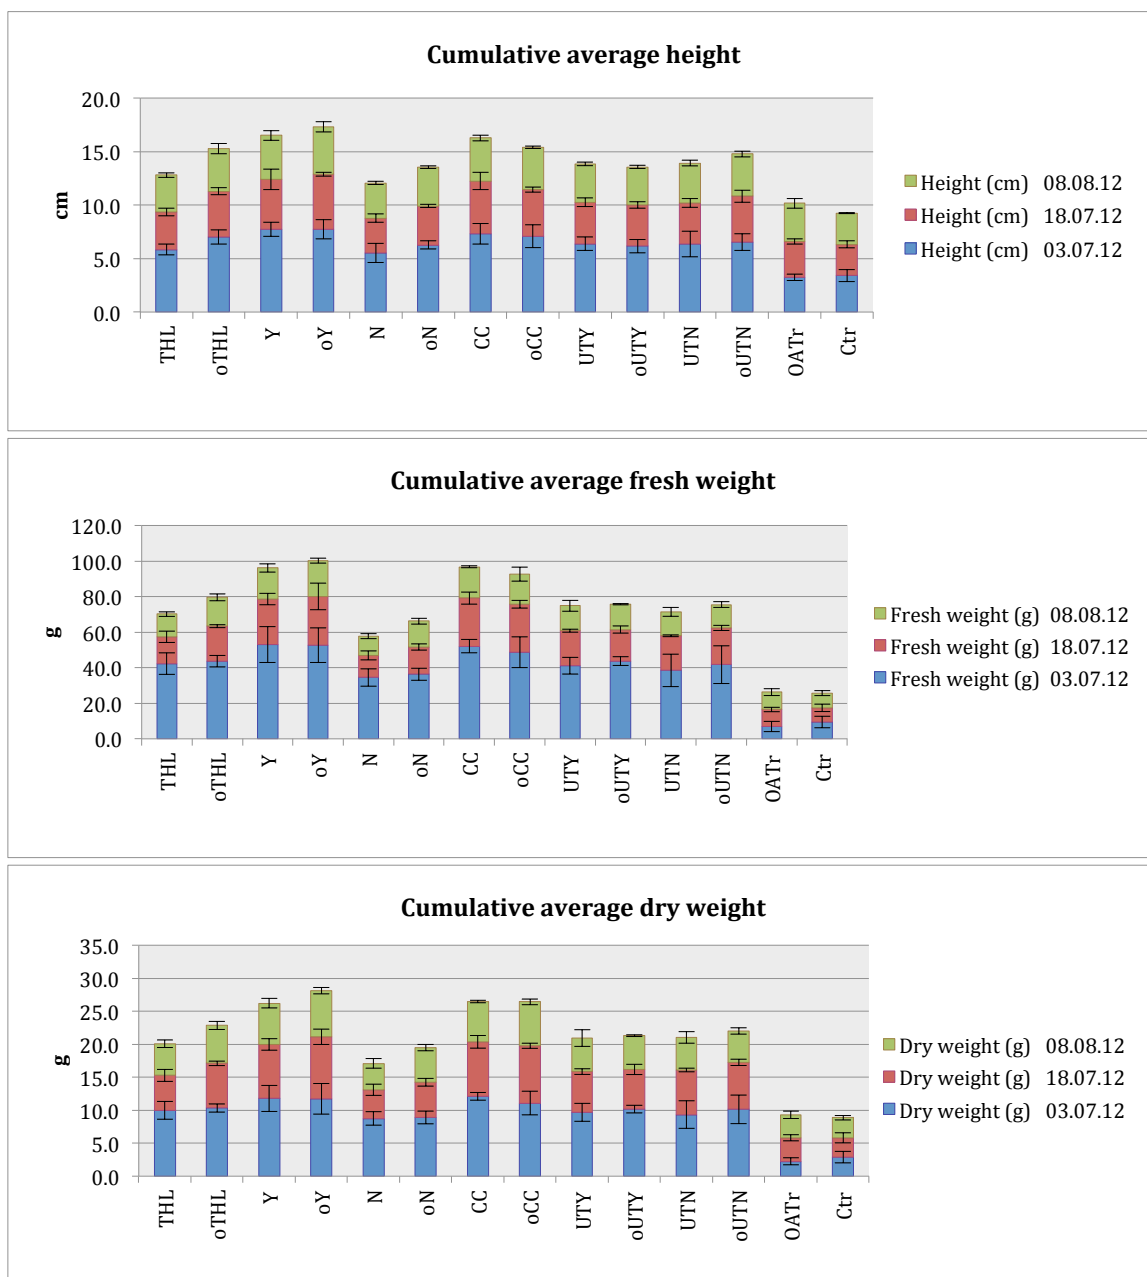 Cumulative average height
20.0
15.0
10.0
5.0
0.0
cm
THL
oTHL
Y
oY
N
oN
CC
oCC
UTY
oUTY
UTN
oUTN
OATr
Ctr
Height (cm) 08.08.12
Height (cm) 18.07.12
Height (cm) 03.07.12
Cumulative average fresh weight
120.0
100.0
80.0
60.0
40.0
20.0
0.0
g
THL
oTHL
Y
oY
N
oN
CC
oCC
UTY
oUTY
UTN
oUTN
OATr
Ctr
Fresh weight (g) 08.08.12
Fresh weight (g) 18.07.12
Fresh weight (g) 03.07.12
Cumulative average dry weight
35.0
30.0
25.0
20.0
15.0
10.0
5.0
0.0
g
THL
oTHL
Y
oY
N
oN
CC
oCC
UTY
oUTY
UTN
oUTN
OATr
Ctr
Dry weight (g) 08.08.12
Dry weight (g) 18.07.12
Dry weight (g) 03.07.12